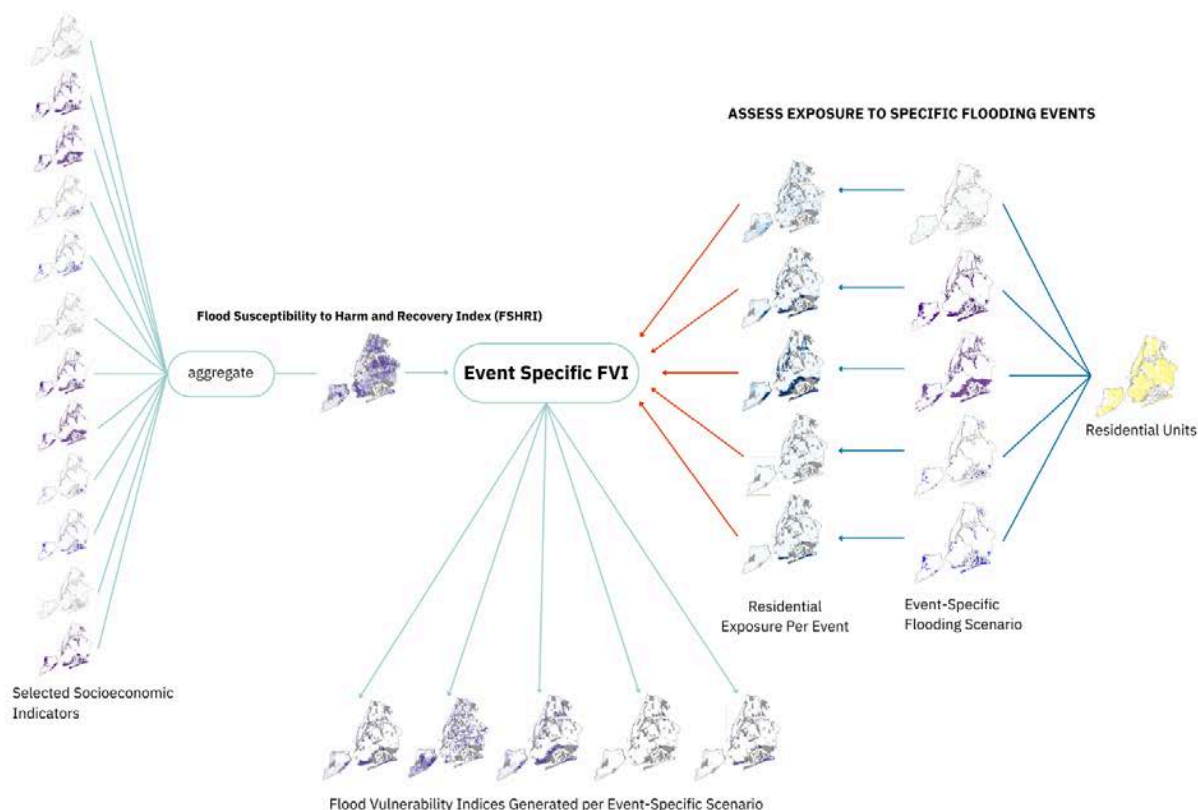 ASSESS EXPOSURE TO SPECIFIC FLOODING EVENTS
Flood Susceptibility to Harm and Recovery Index (FSHRI)
aggregate
Event Specific FVI
Residential Units
Residential
Exposure Per Event
Event-Specific
Flooding Scenario
Selected Socioeconomic
Indicators
Flood Vulnerability Indices Generated per Event-Specific Scenario